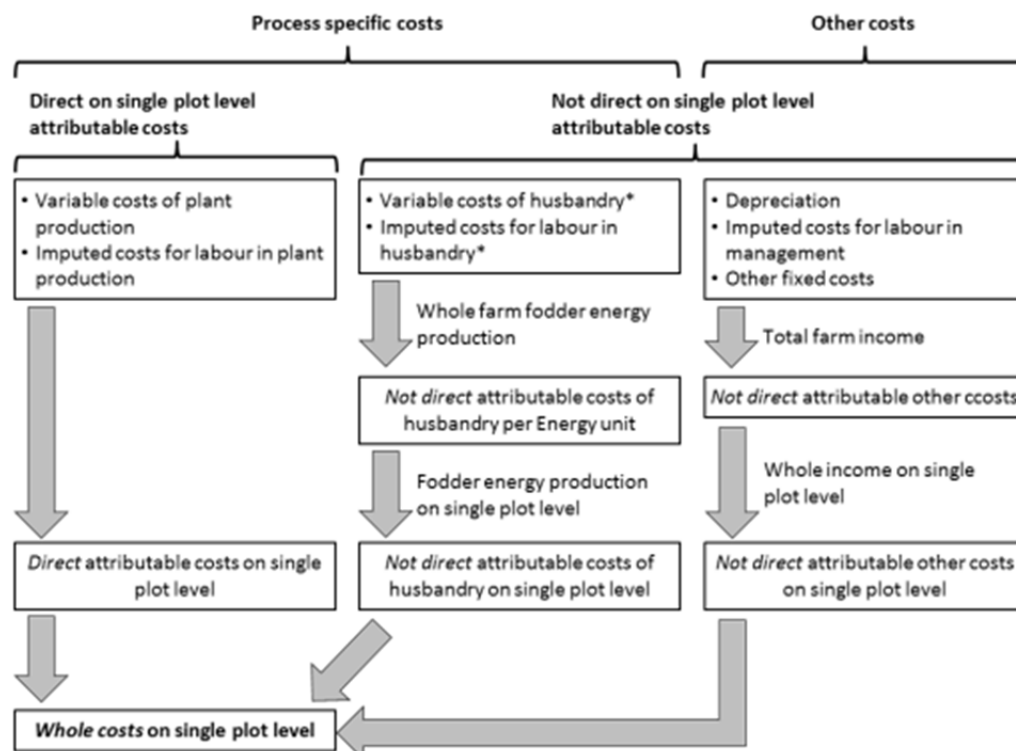 Process specific costs
Other costs
Direct on single plot level
attributable costs
Not direct on single plot level
attributable costs
• Variable costs of plant
production
• Imputed costs for labour in plant
production
• Variable costs of husbandry*
• Imputed costs for labour in
husbandry*
• Depreciation
• Imputed costs for labour in
management
• Other fixed costs
Whole farm fodder energy
production
Total farm income
Not direct attributable costs of
husbandry per Energy unit
Not direct attributable other ccosts
Fodder energy production
on single plot level
Whole income on single
plot level
Direct attributable costs on single
plot level
Not direct attributable costs of
husbandry on single plot level
Not direct attributable other costs
on single plot level
Whole costs on single plot level